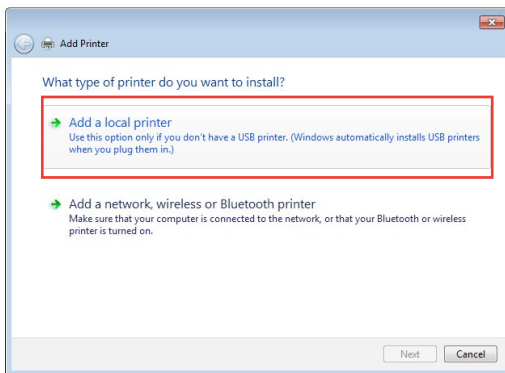 Add Printer
What type of printer do you want to install?
Add a local printer
Use this option only if you don't have a USB printer. (Windows automatically installs USB printers
when you plug them in.)
Add a network, wireless or Bluetooth printer
Make sure that your computer is connected to the network, or that your Bluetooth or wireless
printer is turned on.
Next Cancel